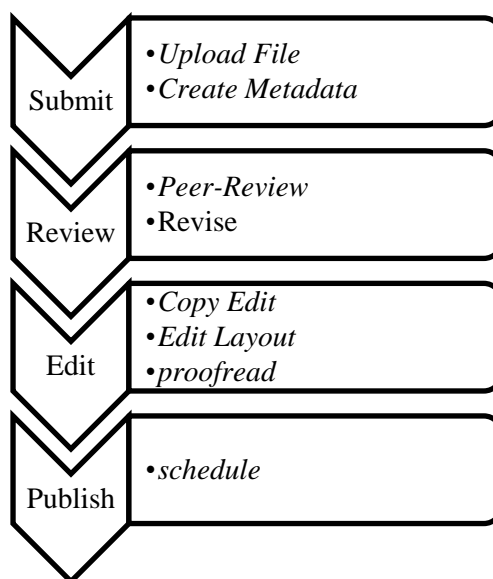 Submit
•Upload File
•Create Metadata
Review
•Peer-Review
•Revise
Edit
•Copy Edit
•Edit Layout
•proofread
Publish
•schedule